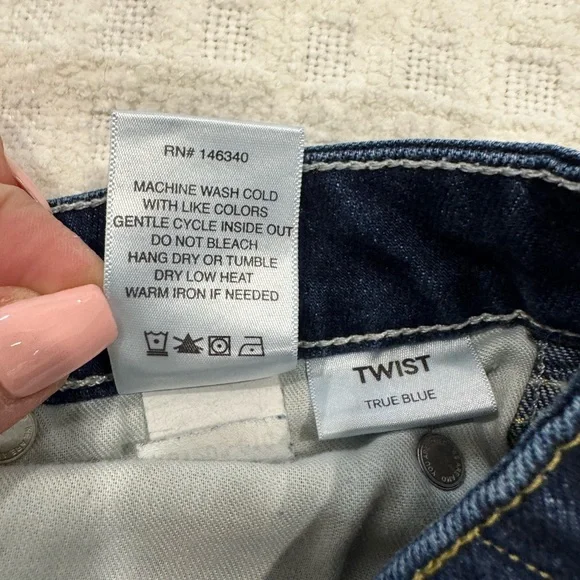 RN# 146340
MACHINE WASH COLD
WITH LIKE COLORS
GENTLE CYCLE INSIDE OUT
DO NOT BLEACH
HANG DRY OR TUMBLE
DRY LOW HEAT
WARM IRON IF NEEDED
TWIST
TRUE BLUE